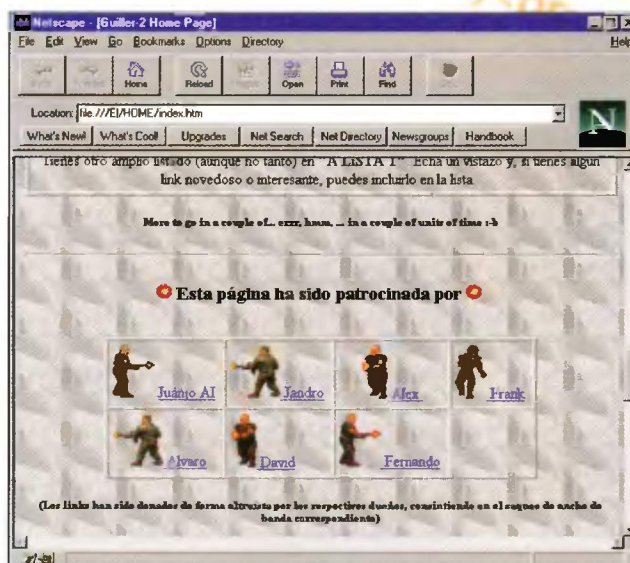 Netscape - [Guiller-2 Home Page]
File Edit View Go Bookmarks Options Directory Help
Home Reload Open Print Find
Location: file:///E|/HOME/index.htm
What's New! What's Cool! Upgrades Net Search Net Directory Newsgroups Handbook
N
Tienes otro amplio listado (aunque no tanto) en "A LiSTA 1" Echa un vistazo y, si tienes algun
link novedoso o interesante, puedes incluirlo en la lista.
More to go in a couple of... errr, hmm, ... in a couple of units of time :-b
Esta página ha sido patrocinada por
Juanjo AI Jandro Alex Frank
Alvaro David Fernando
(Los links han sido donados de forma altruista por los respectivos dueños, consintiendo en el saqueo de ancho de
banda correspondiente)